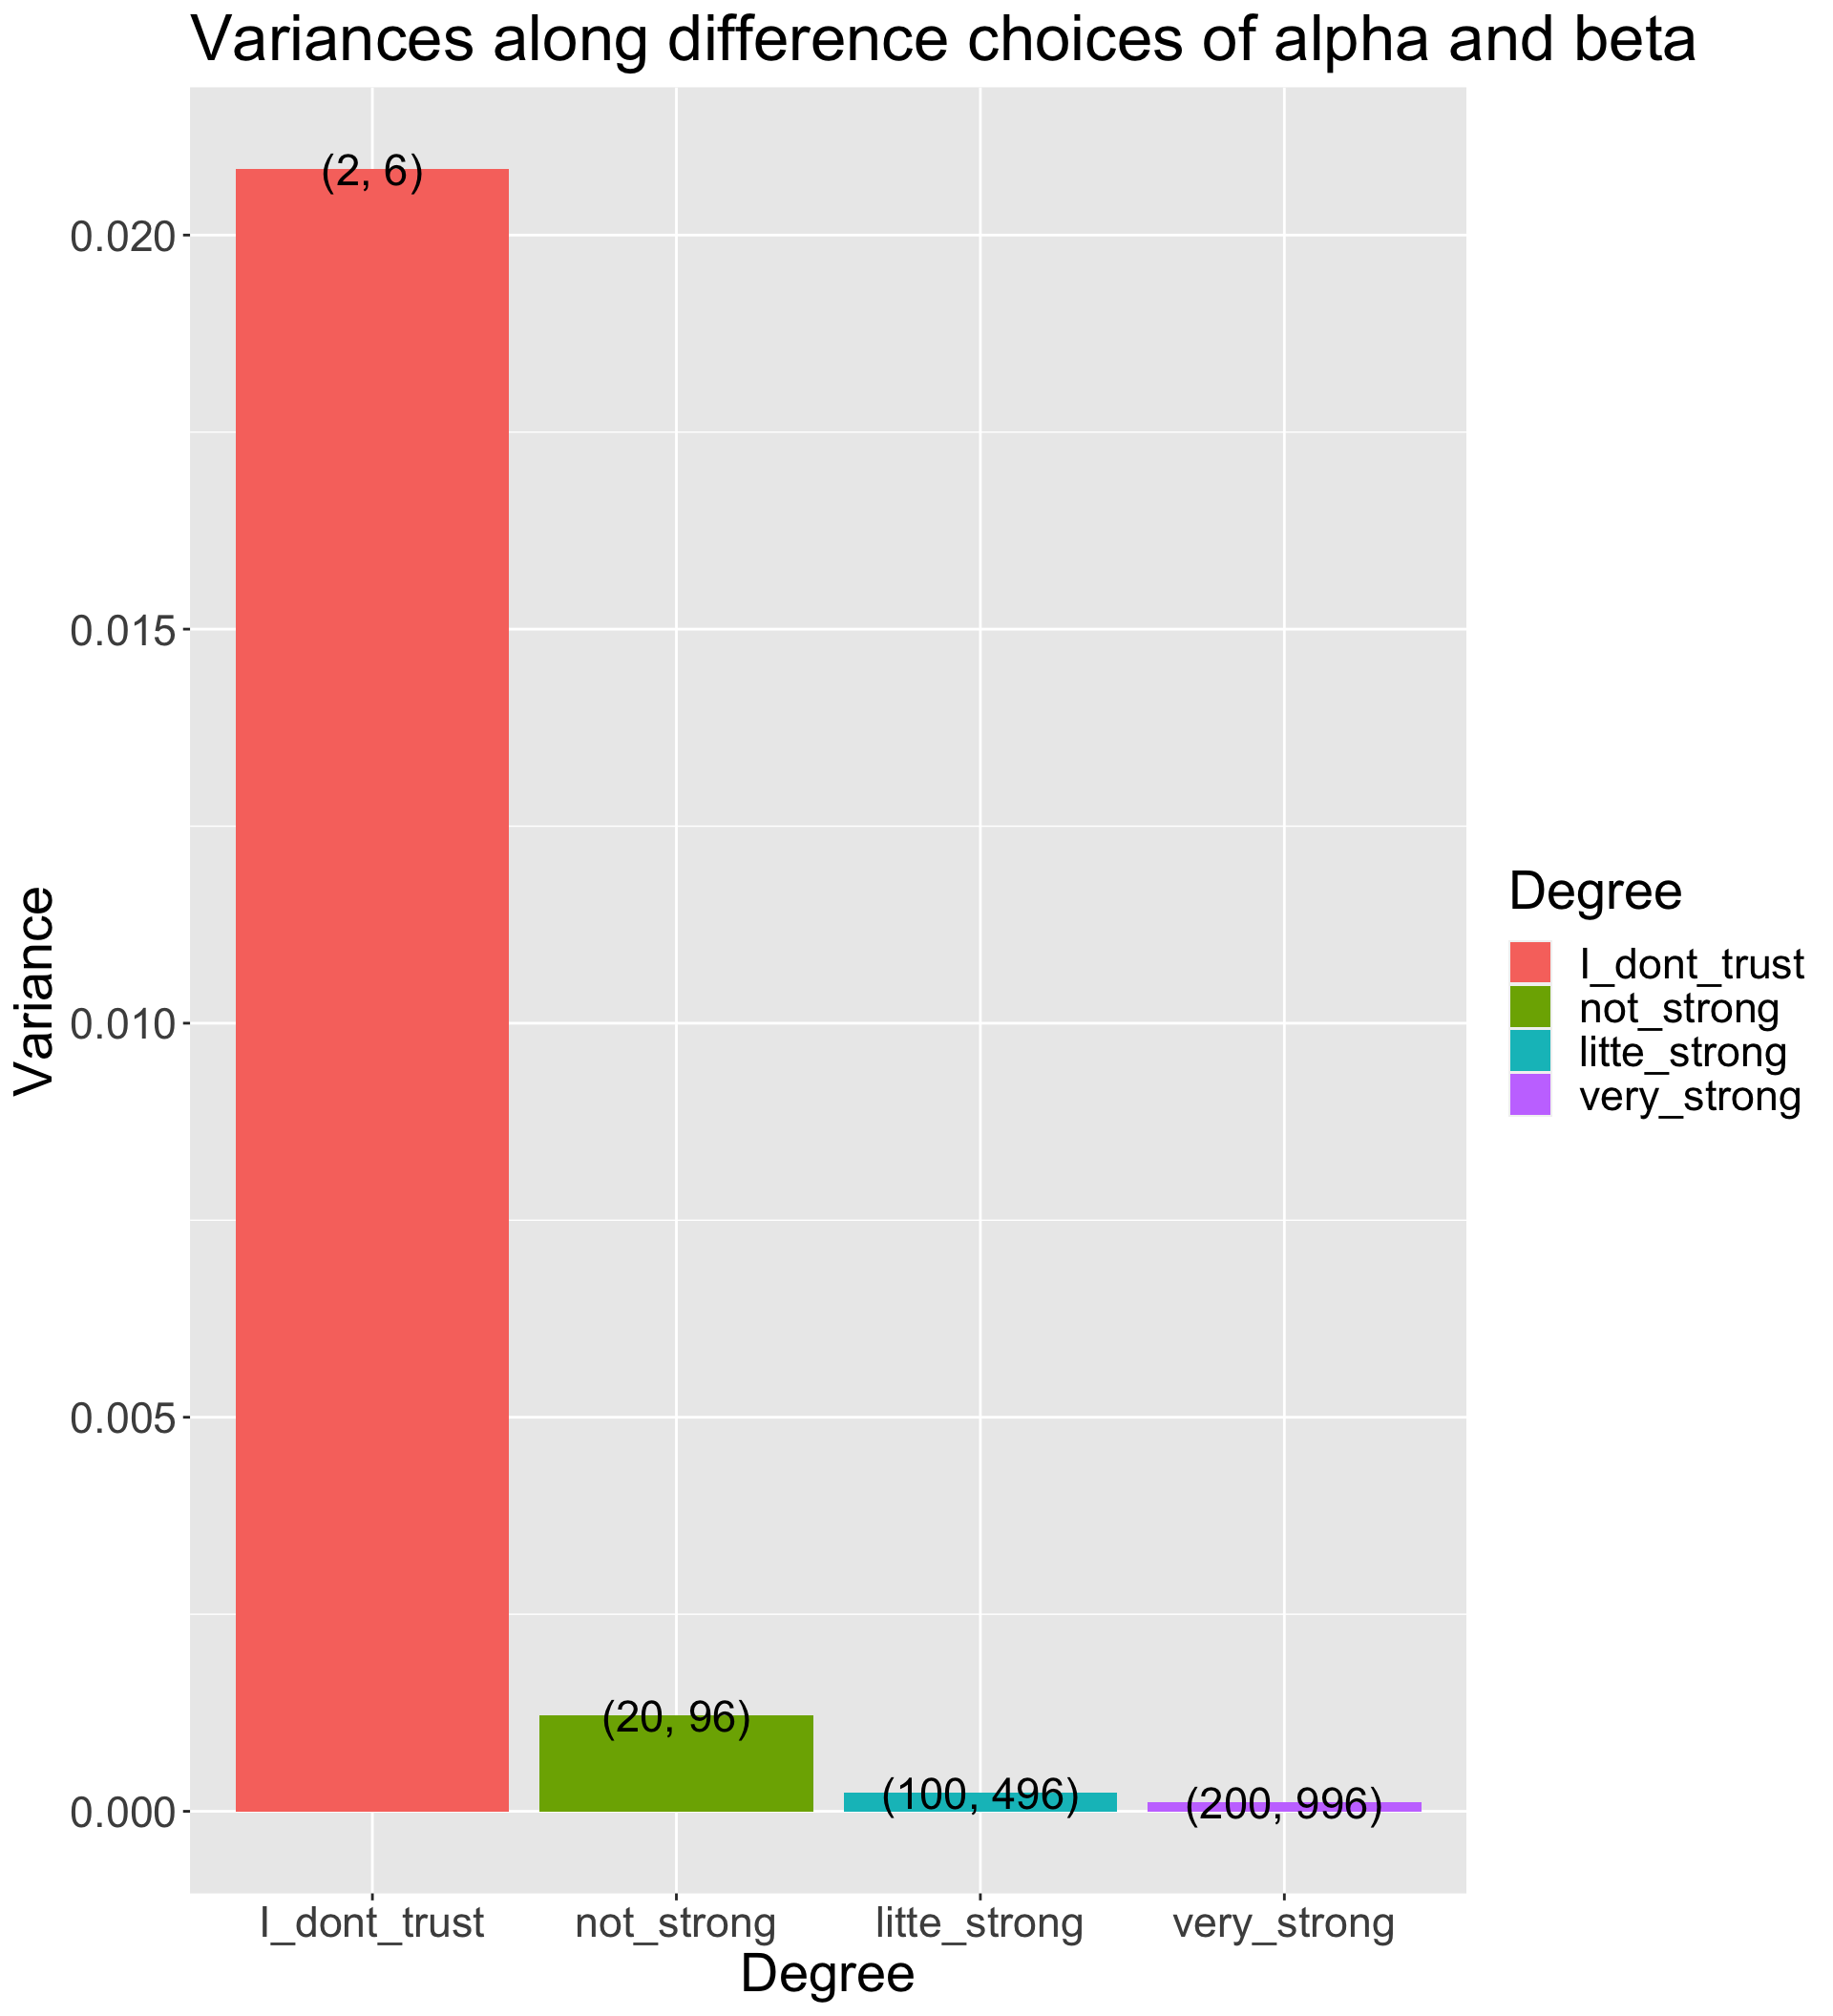 Variances along difference choices of alpha and beta
Variance
0.020
0.015
0.010
0.005
0.000
(2, 6)
(20, 96)
(100, 496)
(200, 996)
I_dont_trust
not_strong
litte_strong
very_strong
Degree
Degree
I_dont_trust
not_strong
litte_strong
very_strong